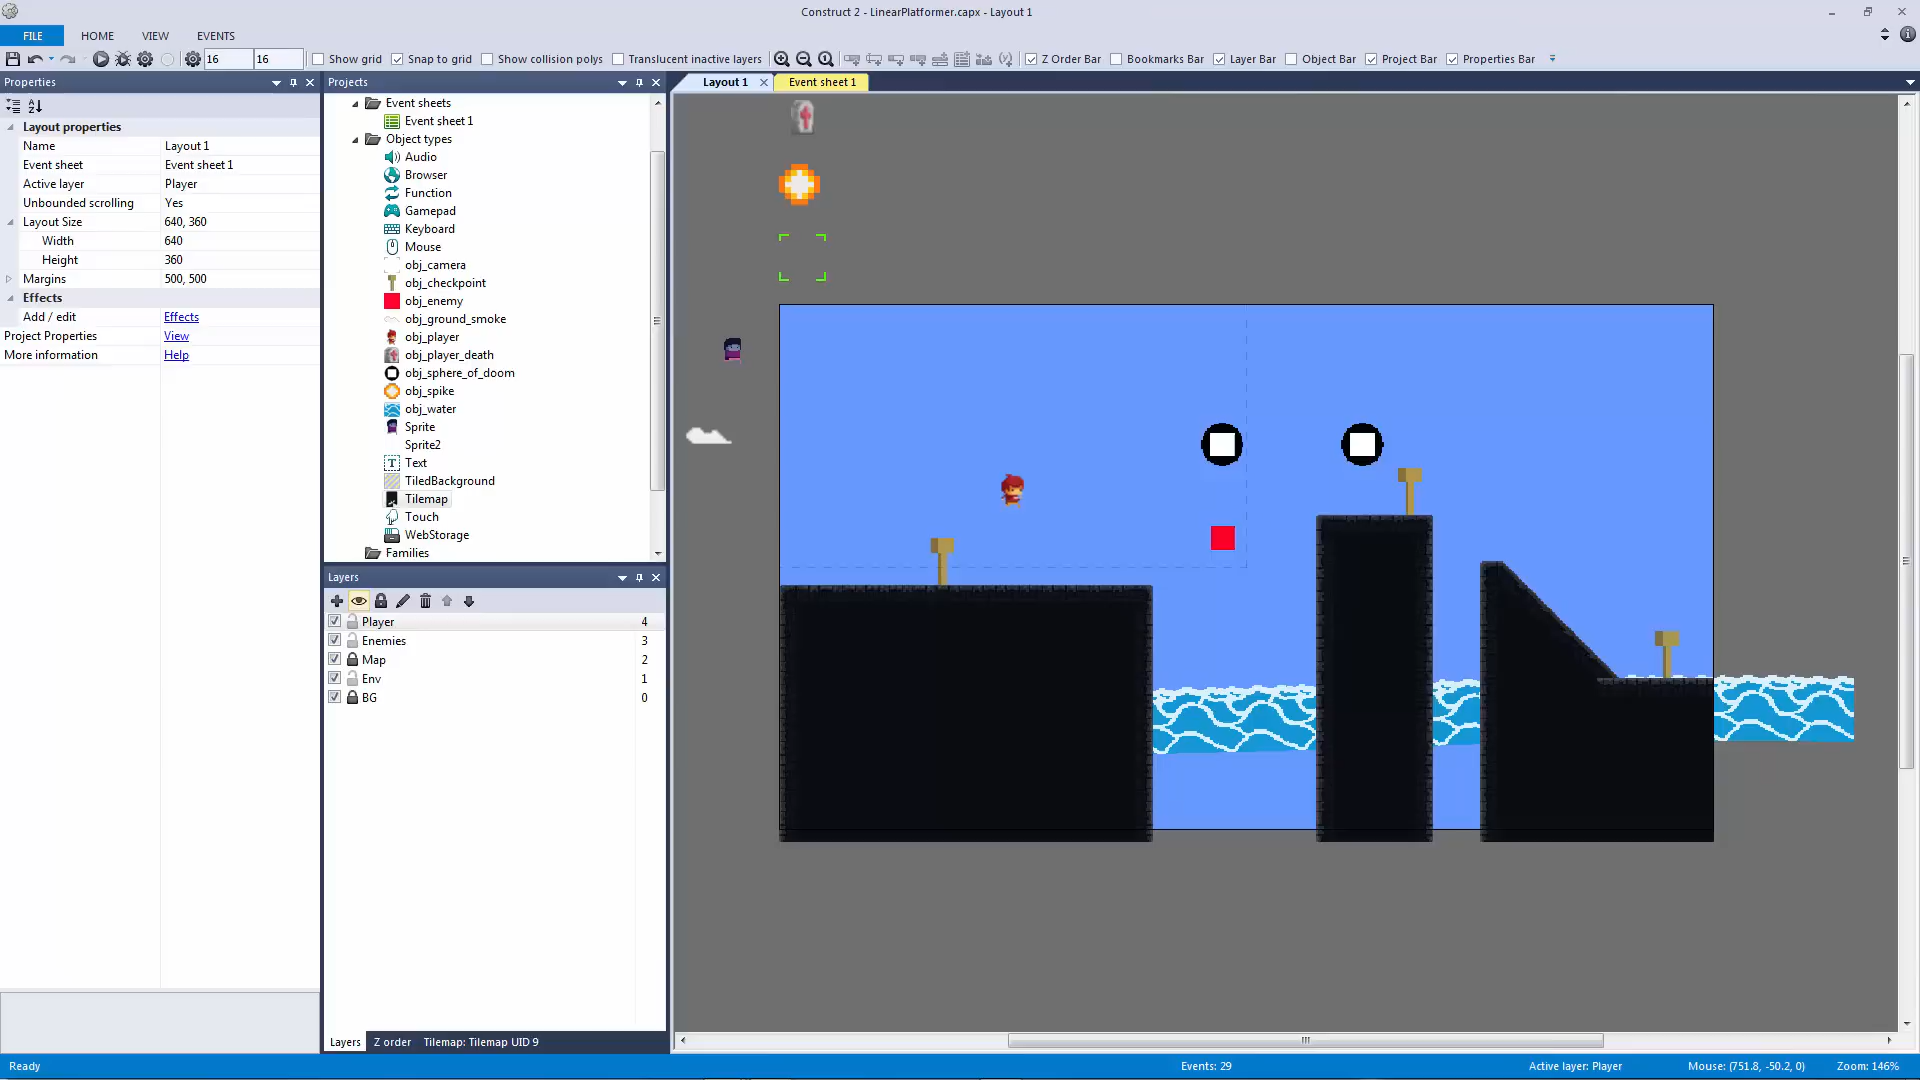 Construct 2 - LinearPlatformer.capx - Layout 1
FILE HOME VIEW EVENTS
16 16 Show grid Snap to grid Show collision polys Translucent inactive layers Z Order Bar Bookmarks Bar Layer Bar Object Bar Project Bar Properties Bar
Properties
Layout properties
Name Layout 1
Event sheet Event sheet 1
Active layer Player
Unbounded scrolling Yes
Layout Size 640, 360
Width 640
Height 360
Margins 500, 500
Effects
Add / edit Effects
Project Properties View
More information Help
Projects
Event sheets
Event sheet 1
Object types
Audio
Browser
Function
Gamepad
Keyboard
Mouse
obj_camera
obj_checkpoint
obj_enemy
obj_ground_smoke
obj_player
obj_player_death
obj_sphere_of_doom
obj_spike
obj_water
Sprite
Sprite2
Text
TiledBackground
Tilemap
Touch
WebStorage
Families
Layers
Player 4
Enemies 3
Map 2
Env 1
BG 0
Layers Z order Tilemap: Tilemap UID 9
Layout 1 Event sheet 1
Ready Events: 29 Active layer: Player Mouse: (751.8, -50.2, 0) Zoom: 146%